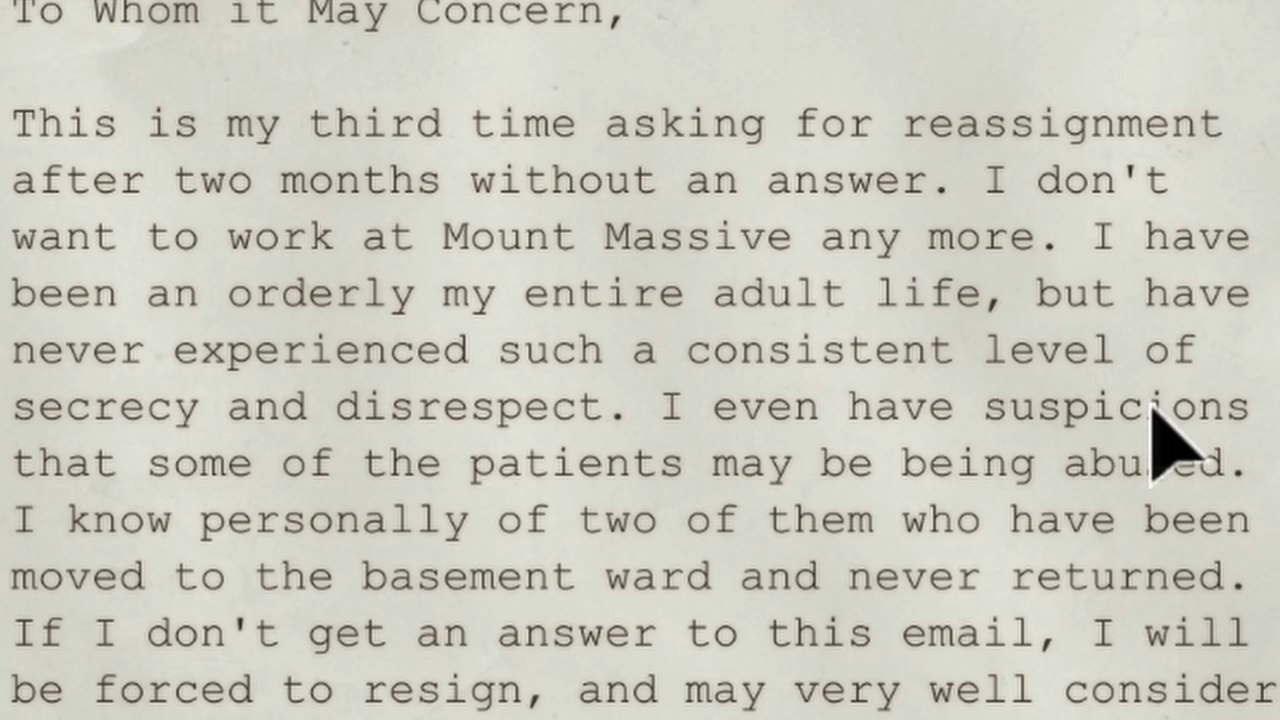 To Whom it May Concern,
This is my third time asking for reassignment
after two months without an answer. I don't
want to work at Mount Massive any more. I have
been an orderly my entire adult life, but have
never experienced such a consistent level of
secrecy and disrespect. I even have suspicions
that some of the patients may be being abused.
I know personally of two of them who have been
moved to the basement ward and never returned.
If I don't get an answer to this email, I will
be forced to resign, and may very well consider